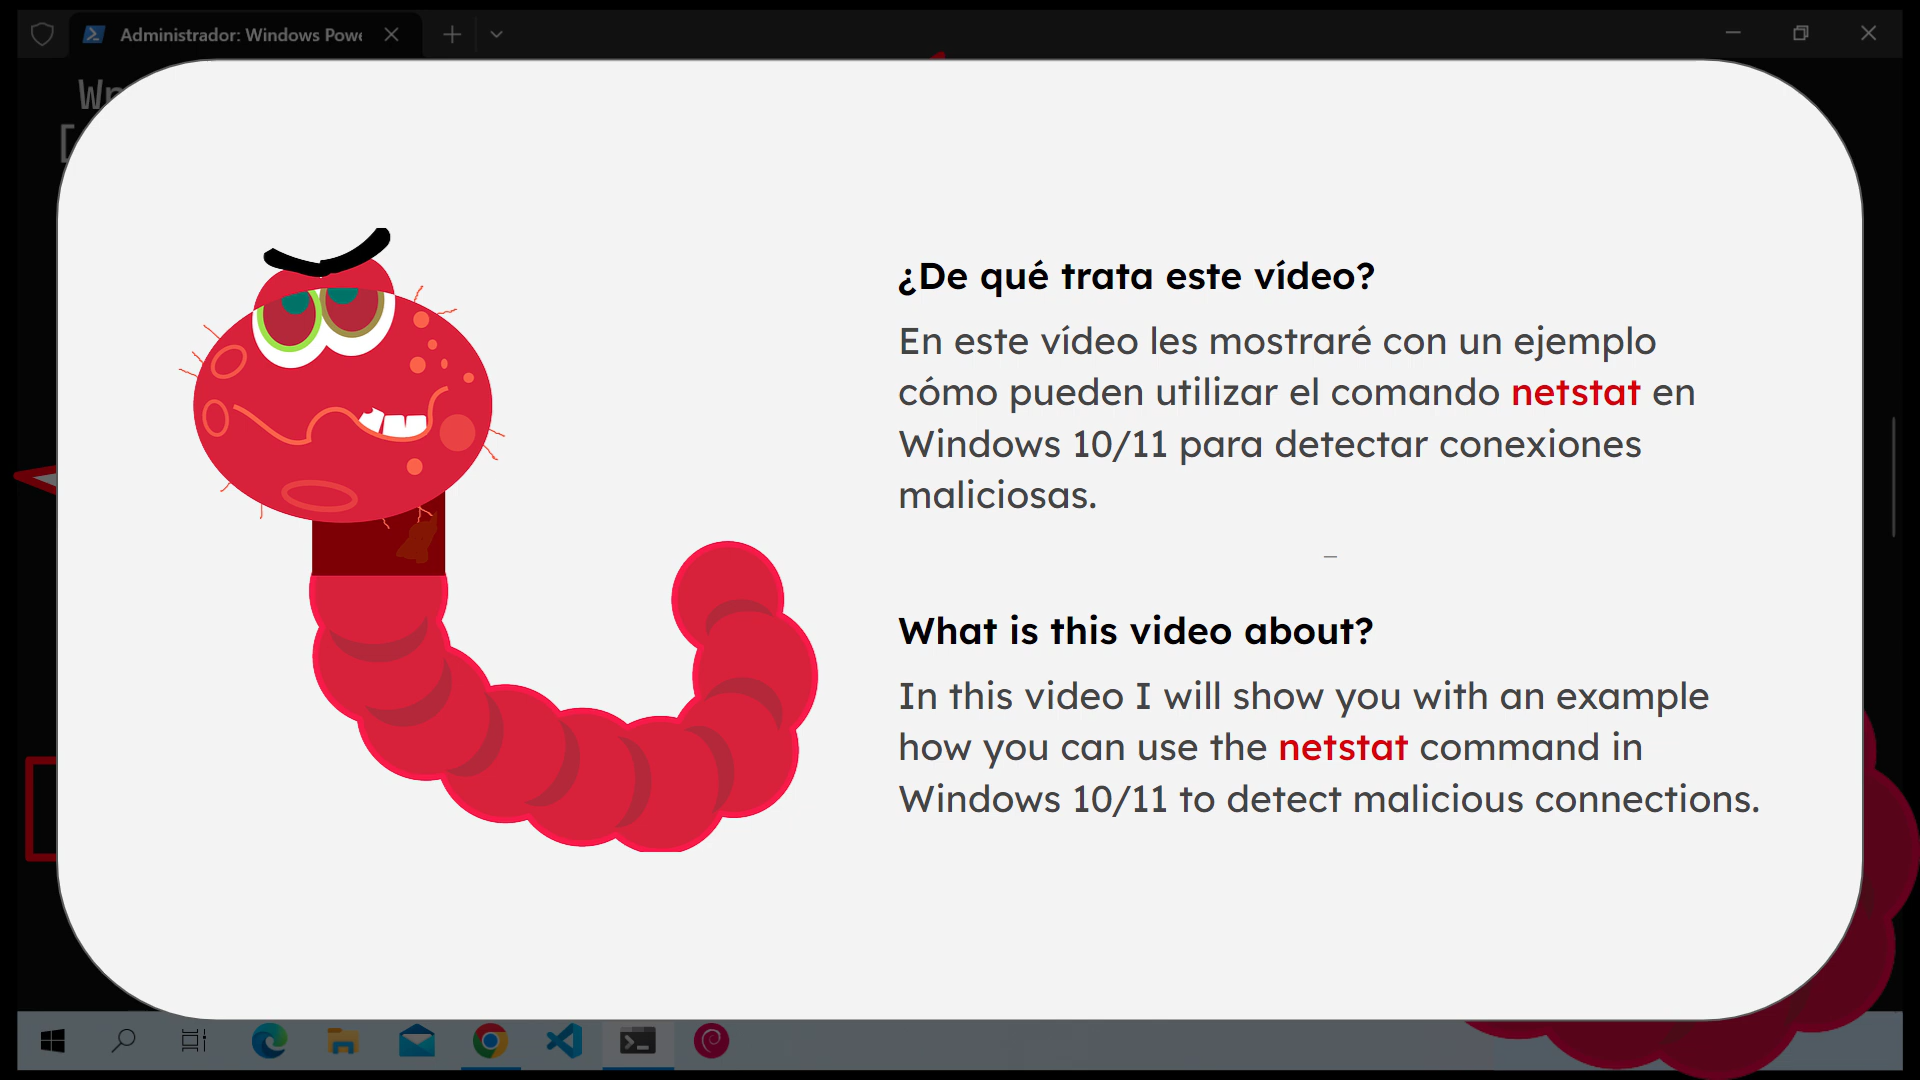 Administrador: Windows Powe
¿De qué trata este vídeo?
En este vídeo les mostraré con un ejemplo
cómo pueden utilizar el comando netstat en
Windows 10/11 para detectar conexiones
maliciosas.
–
What is this video about?
In this video I will show you with an example
how you can use the netstat command in
Windows 10/11 to detect malicious connections.